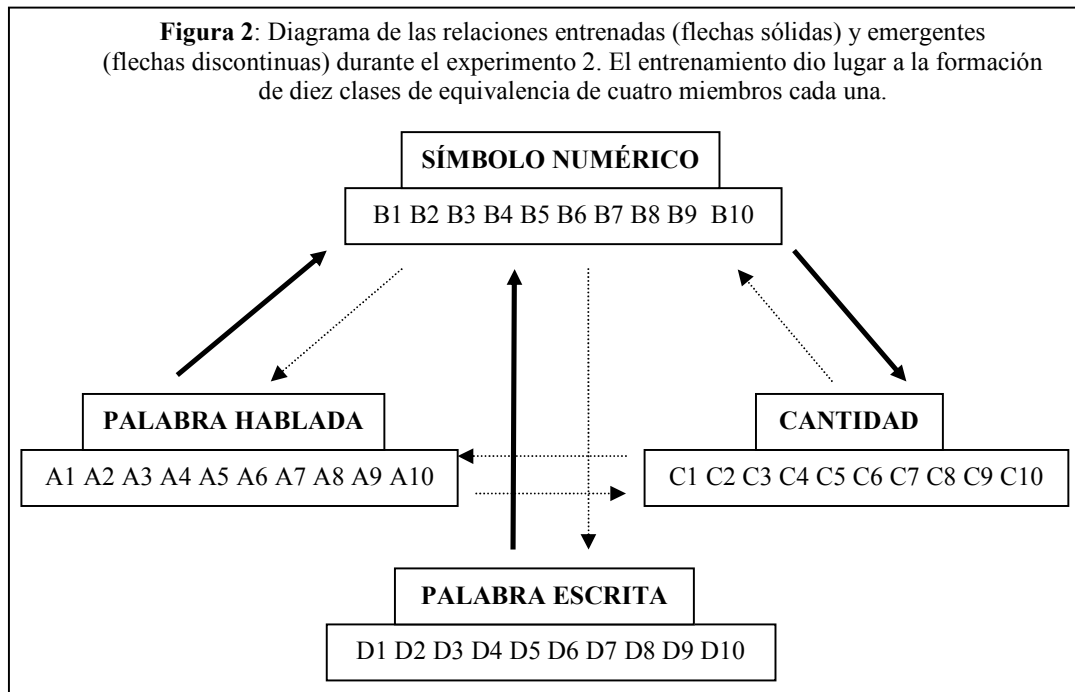 Figura 2: Diagrama de las relaciones entrenadas (flechas sólidas) y emergentes
(flechas discontinuas) durante el experimento 2. El entrenamiento dio lugar a la formación
de diez clases de equivalencia de cuatro miembros cada una.
SÍMBOLO NUMÉRICO
B1 B2 B3 B4 B5 B6 B7 B8 B9 B10
PALABRA HABLADA
A1 A2 A3 A4 A5 A6 A7 A8 A9 A10
CANTIDAD
C1 C2 C3 C4 C5 C6 C7 C8 C9 C10
PALABRA ESCRITA
D1 D2 D3 D4 D5 D6 D7 D8 D9 D10